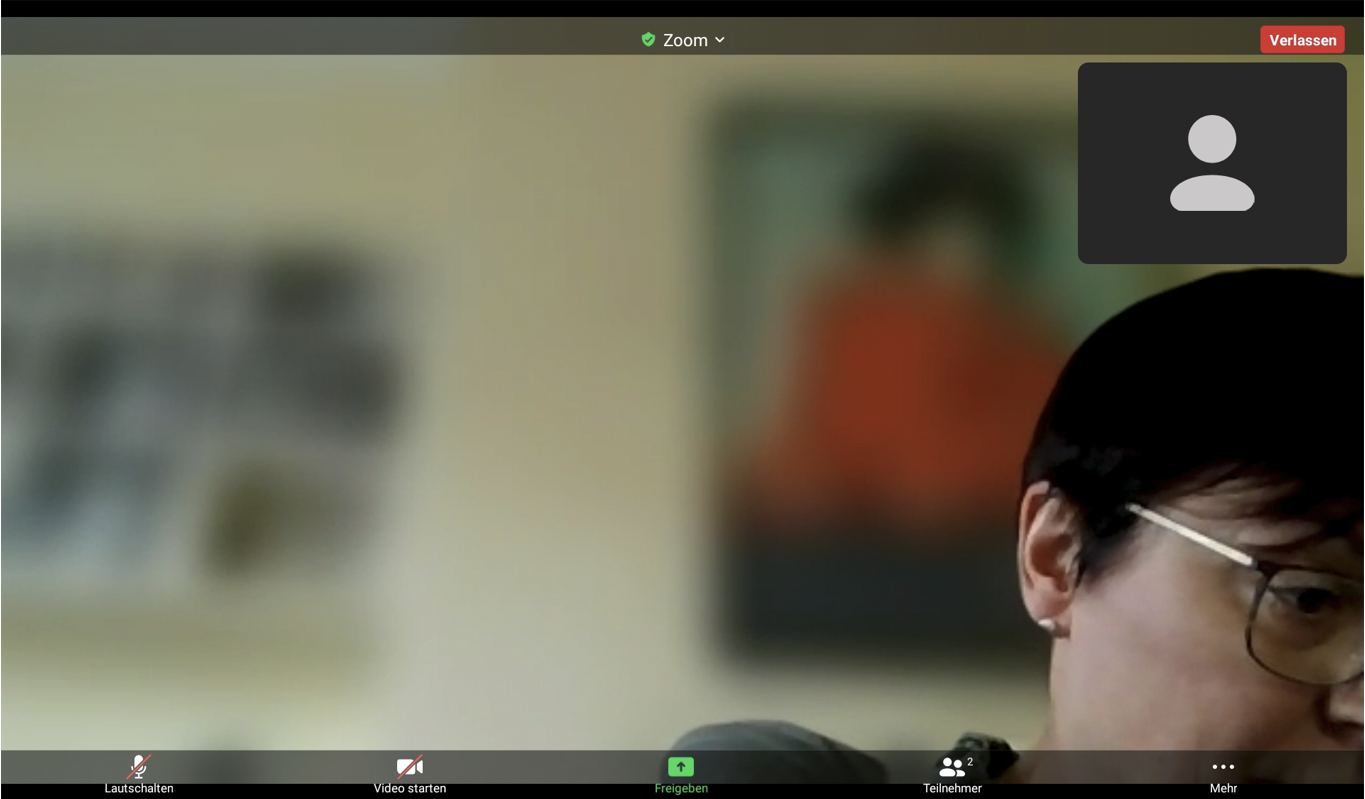 Zoom
Verlassen
2
Lautschalten
Video starten
Freigeben
Teilnehmer
Mehr